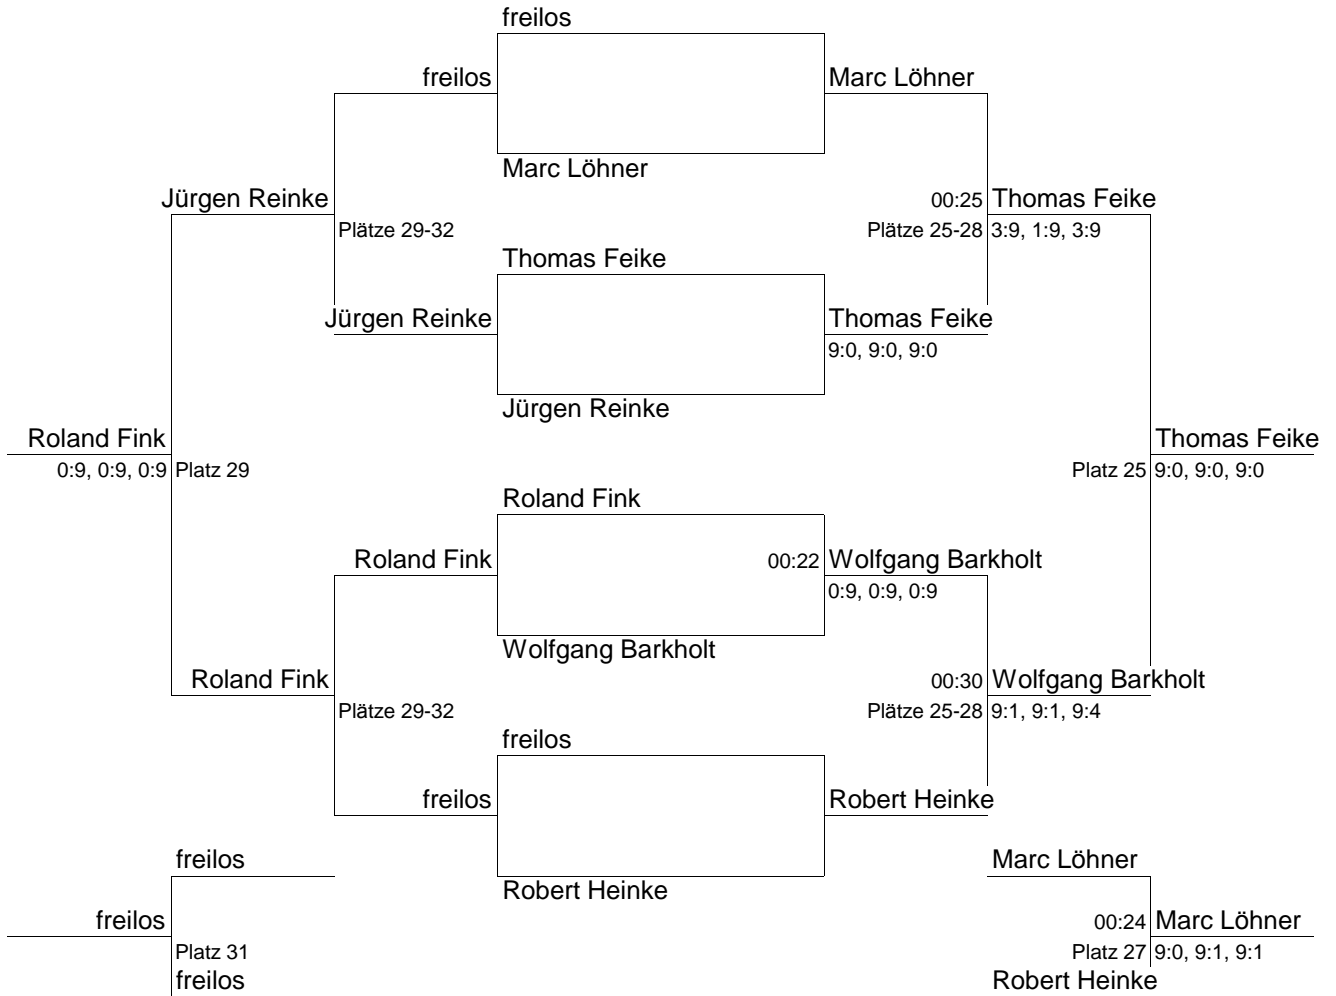 freilos
freilos
Marc Löhner
Marc Löhner
Jürgen Reinke
00:25 Thomas Feike
Plätze 29-32
Plätze 25-28 3:9, 1:9, 3:9
Thomas Feike
Jürgen Reinke
Thomas Feike
9:0, 9:0, 9:0
Jürgen Reinke
Roland Fink
Thomas Feike
0:9, 0:9, 0:9 Platz 29
Platz 25 9:0, 9:0, 9:0
Roland Fink
Roland Fink
00:22 Wolfgang Barkholt
0:9, 0:9, 0:9
Wolfgang Barkholt
Roland Fink
00:30 Wolfgang Barkholt
Plätze 29-32
Plätze 25-28 9:1, 9:1, 9:4
freilos
freilos
Robert Heinke
freilos
Marc Löhner
Robert Heinke
freilos
00:24 Marc Löhner
Platz 31
Platz 27 9:0, 9:1, 9:1
freilos
Robert Heinke